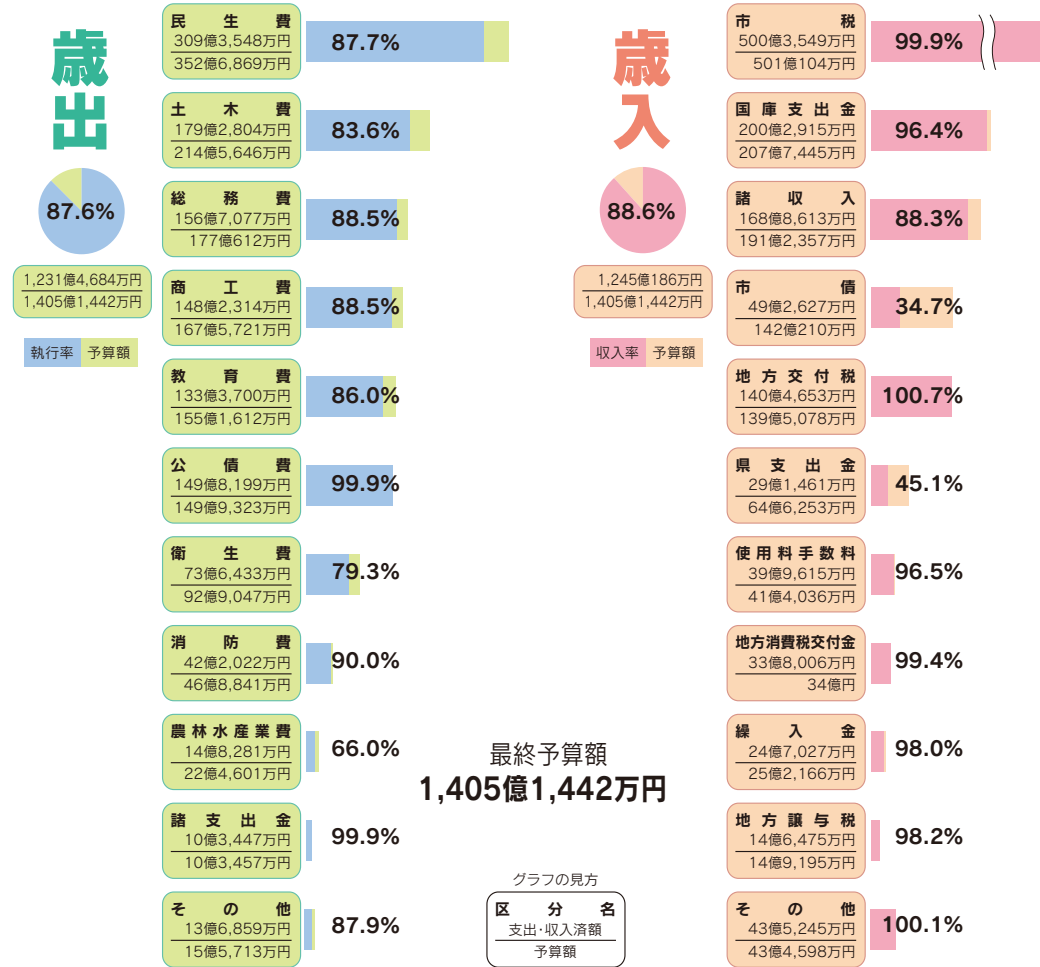 歳出
87.6%
1,231億4,684万円
1,405億1,442万円
執行率 予算額
民生費
309億3,548万円
352億6,869万円
87.7%
土木費
179億2,804万円
214億5,646万円
83.6%
総務費
156億7,077万円
177億612万円
88.5%
商工費
148億2,314万円
167億5,721万円
88.5%
教育費
133億3,700万円
155億1,612万円
86.0%
公債費
149億8,199万円
149億9,323万円
99.9%
衛生費
73億6,433万円
92億9,047万円
79.3%
消防費
42億2,022万円
46億8,841万円
90.0%
農林水産業費
14億8,281万円
22億4,601万円
66.0%
諸支出金
10億3,447万円
10億3,457万円
99.9%
その他
13億6,859万円
15億5,713万円
87.9%
最終予算額
1,405億1,442万円
グラフの見方
区分名
支出・収入済額
予算額
歳入
88.6%
1,245億186万円
1,405億1,442万円
収入率 予算額
市税
500億3,549万円
501億104万円
99.9%
国庫支出金
200億2,915万円
207億7,445万円
96.4%
諸収入
168億8,613万円
191億2,357万円
88.3%
市債
49億2,627万円
142億210万円
34.7%
地方交付税
140億4,653万円
139億5,078万円
100.7%
県支出金
29億1,461万円
64億6,253万円
45.1%
使用料手数料
39億9,615万円
41億4,036万円
96.5%
地方消費税交付金
33億8,006万円
34億円
99.4%
繰入金
24億7,027万円
25億2,166万円
98.0%
地方譲与税
14億6,475万円
14億9,195万円
98.2%
その他
43億5,245万円
43億4,598万円
100.1%